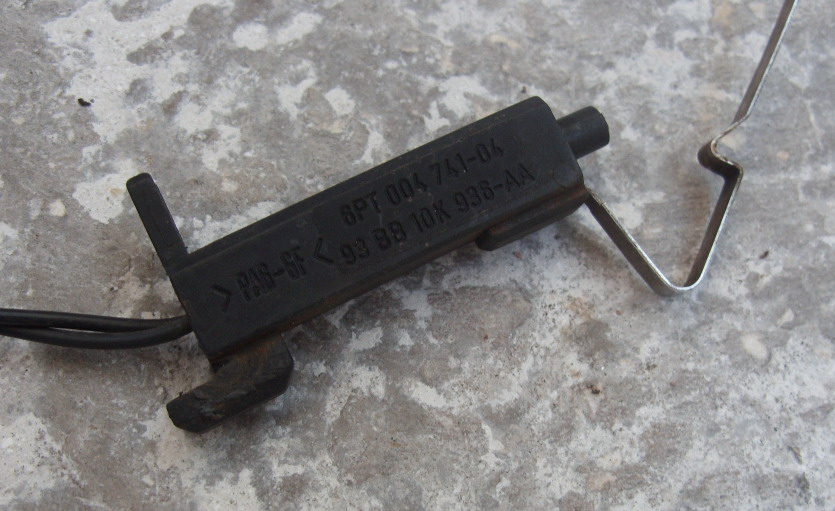 6PT 004 741-04
93 BB 10K 936-AA
>PA6-GF<